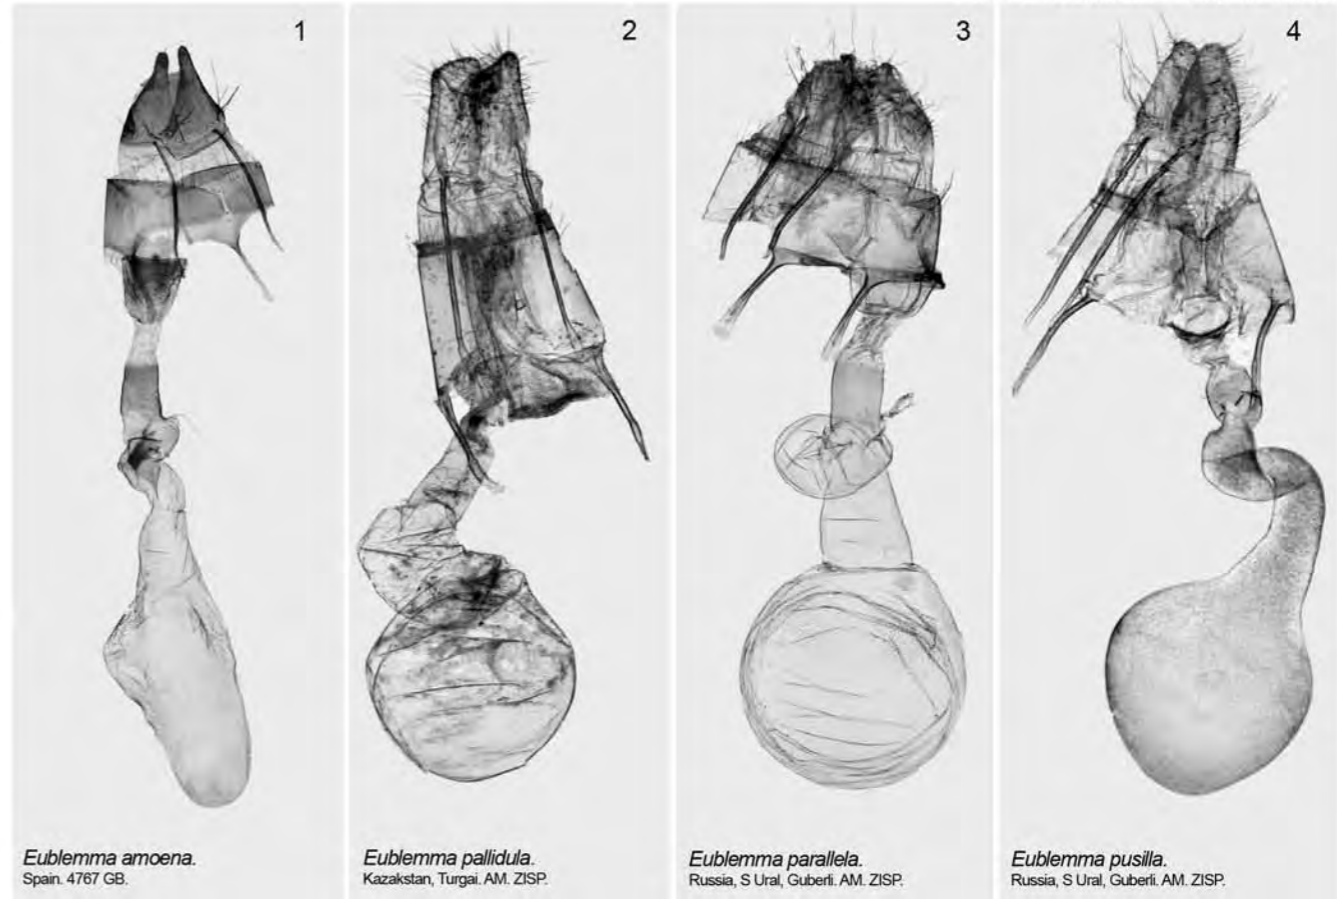 1
2
3
4
Eublemma amoena.
Spain. 4767 GB.
Eublemma pallidula.
Kazakstan, Turgai. AM. ZISP.
Eublemma parallela.
Russia, S Ural, Guberli. AM. ZISP.
Eublemma pusilla.
Russia, S Ural, Guberli. AM. ZISP.